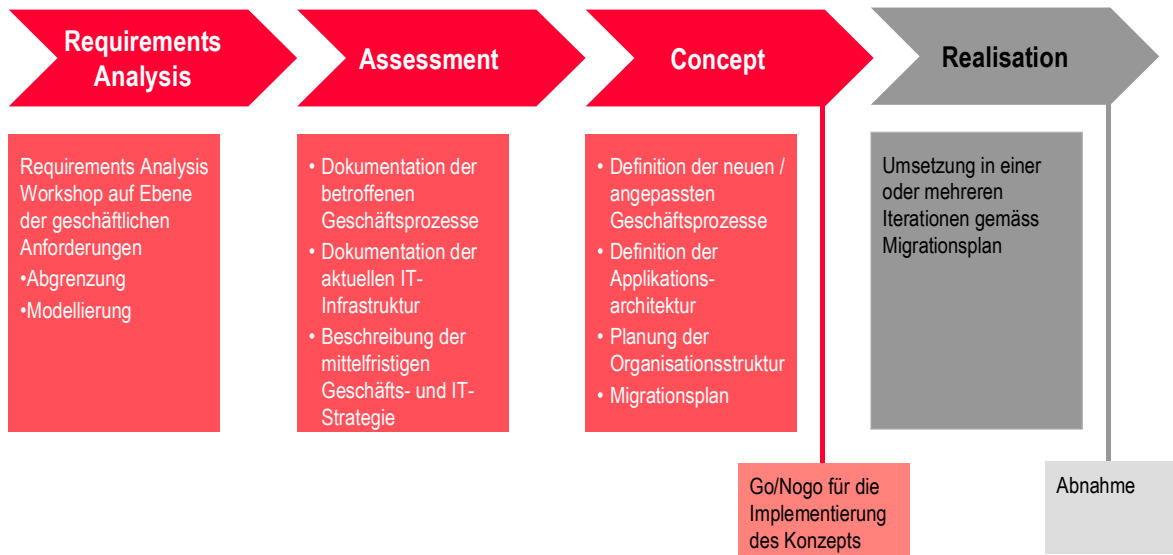 Requirements
Analysis
Assessment
Concept
Realisation
Requirements Analysis
Workshop auf Ebene
der geschäftlichen
Anforderungen
•Abgrenzung
•Modellierung
• Dokumentation der
betroffenen
Geschäftsprozesse
• Dokumentation der
aktuellen IT-
Infrastruktur
• Beschreibung der
mittelfristigen
Geschäfts- und IT-
Strategie
• Definition der neuen /
angepassten
Geschäftsprozesse
• Definition der
Applikations-
architektur
• Planung der
Organisationsstruktur
• Migrationsplan
Umsetzung in einer
oder mehreren
Iterationen gemäss
Migrationsplan
Go/Nogo für die
Implementierung
des Konzepts
Abnahme